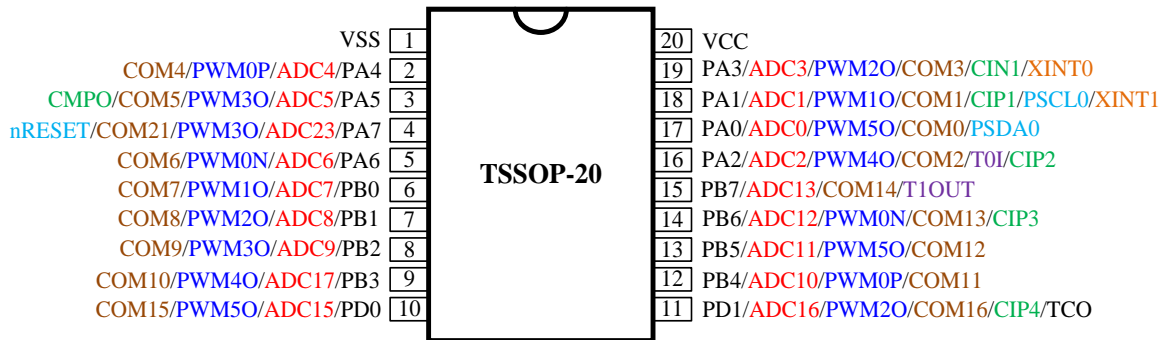 VSS 1
COM4/PWM0P/ADC4/PA4 2
CMPO/COM5/PWM3O/ADC5/PA5 3
nRESET/COM21/PWM3O/ADC23/PA7 4
COM6/PWM0N/ADC6/PA6 5
COM7/PWM1O/ADC7/PB0 6
COM8/PWM2O/ADC8/PB1 7
COM9/PWM3O/ADC9/PB2 8
COM10/PWM4O/ADC17/PB3 9
COM15/PWM5O/ADC15/PD0 10
TSSOP-20
20 VCC
19 PA3/ADC3/PWM2O/COM3/CIN1/XINT0
18 PA1/ADC1/PWM1O/COM1/CIP1/PSCL0/XINT1
17 PA0/ADC0/PWM5O/COM0/PSDA0
16 PA2/ADC2/PWM4O/COM2/T0I/CIP2
15 PB7/ADC13/COM14/T1OUT
14 PB6/ADC12/PWM0N/COM13/CIP3
13 PB5/ADC11/PWM5O/COM12
12 PB4/ADC10/PWM0P/COM11
11 PD1/ADC16/PWM2O/COM16/CIP4/TCO